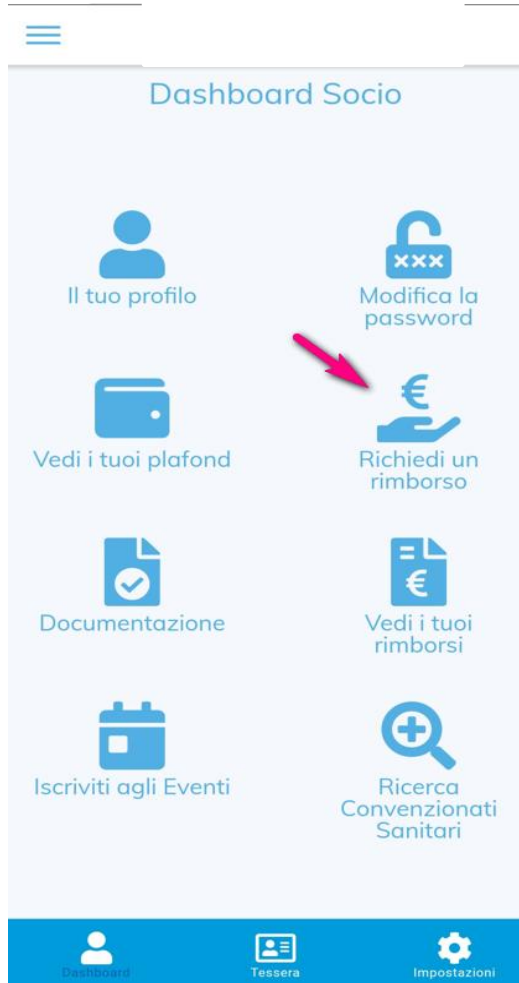 Dashboard Socio
Il tuo profilo
xxx
Modifica la
password
Vedi i tuoi plafond
€
Richiedi un
rimborso
Documentazione
€
Vedi i tuoi
rimborsi
Iscriviti agli Eventi
Ricerca
Convenzionati
Sanitari
Dashboard
Tessera
Impostazioni